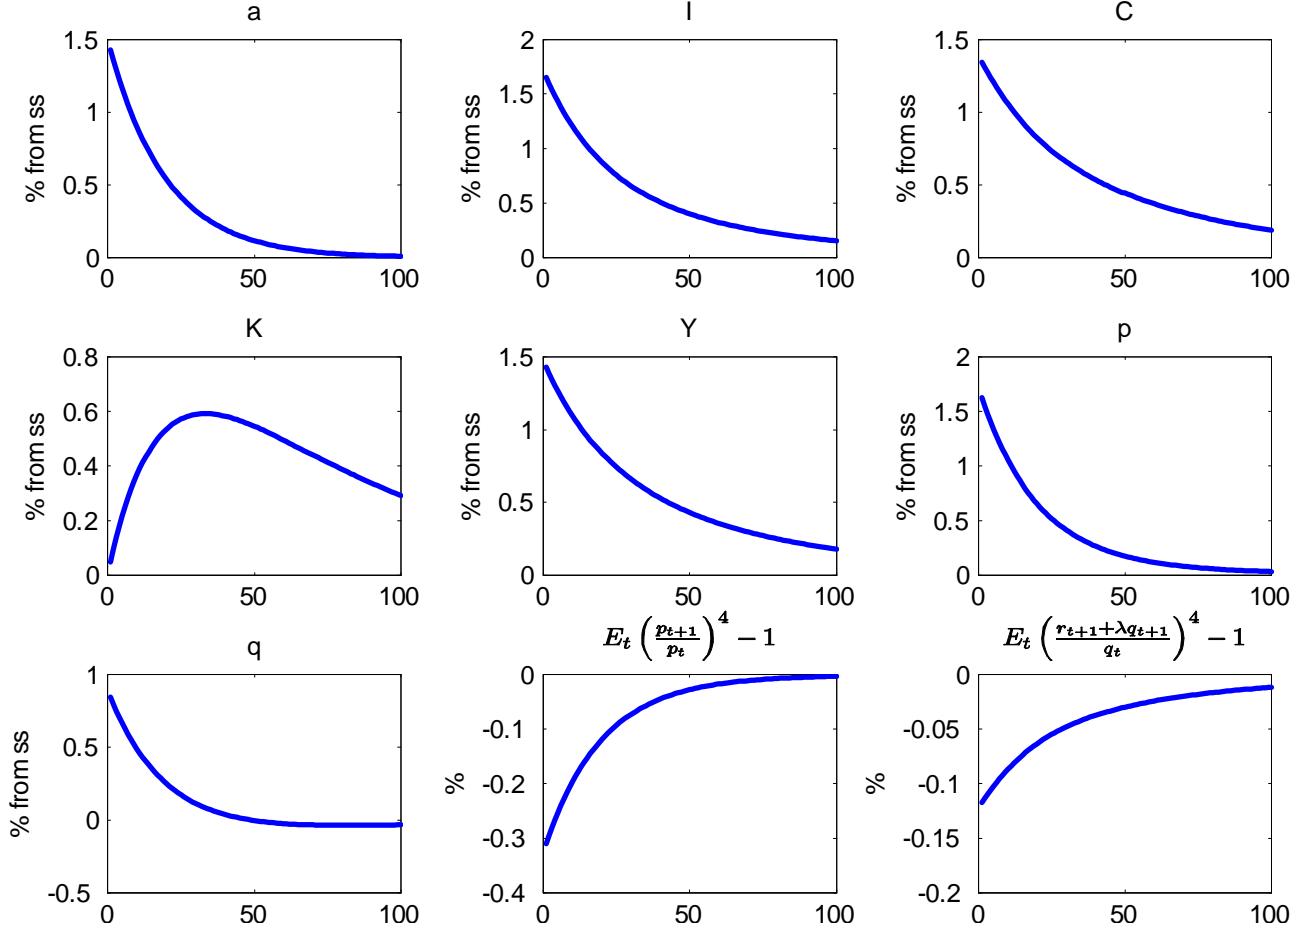 a
1.5
1
0.5
0
% from ss
0 50 100
I
2
1.5
1
0.5
0
% from ss
0 50 100
C
1.5
1
0.5
0
% from ss
0 50 100
K
0.8
0.6
0.4
0.2
0
% from ss
0 50 100
Y
1.5
1
0.5
0
% from ss
0 50 100
p
2
1.5
1
0.5
0
% from ss
0 50 100
q
1
0.5
0
-0.5
% from ss
0 50 100
E_t (p_{t+1}/p_t)^4 − 1
0
-0.1
-0.2
-0.3
-0.4
%
0 50 100
E_t (r_{t+1}+λq_{t+1}/q_t)^4 − 1
0
-0.05
-0.1
-0.15
-0.2
%
0 50 100